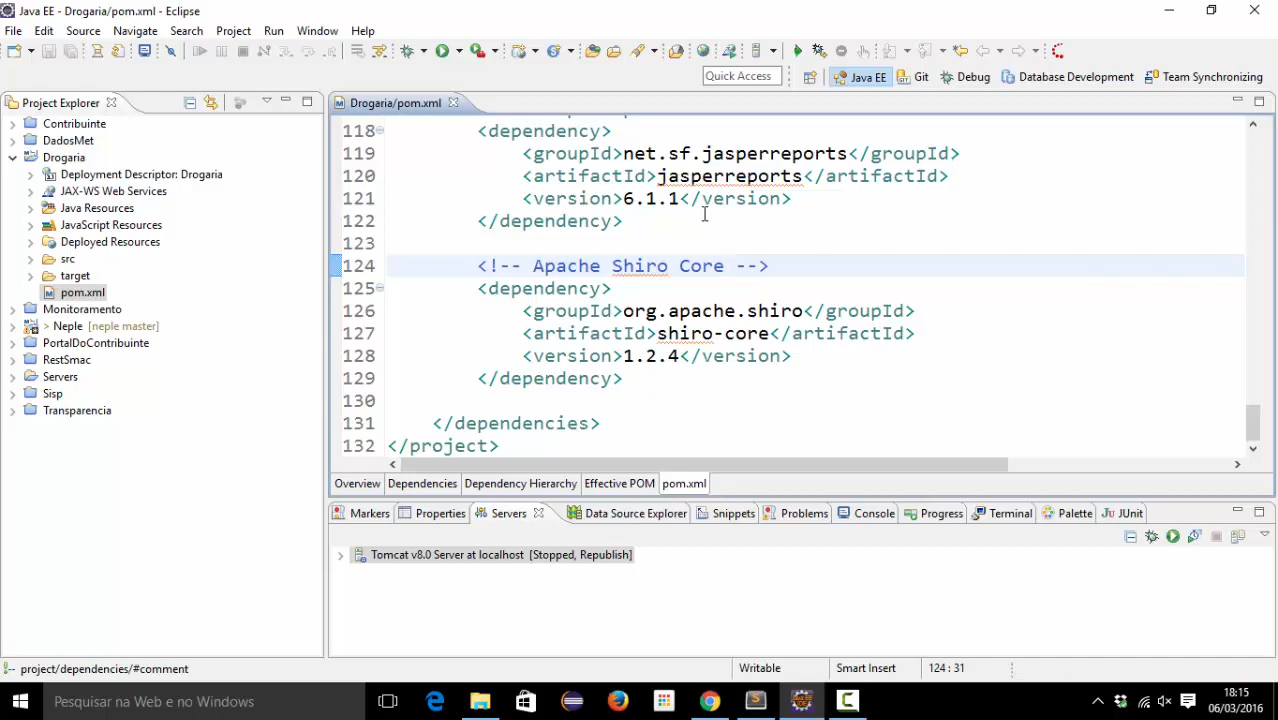 Java EE - Drogaria/pom.xml - Eclipse
File Edit Source Navigate Search Project Run Window Help
Quick Access
Java EE Git Debug Database Development Team Synchronizing
Project Explorer
Drogaria/pom.xml
Contribuinte
DadosMet
Drogaria
Deployment Descriptor: Drogaria
JAX-WS Web Services
Java Resources
JavaScript Resources
Deployed Resources
src
target
pom.xml
Monitoramento
> Neple [neple master]
PortalDoContribuinte
RestSmac
Servers
Sisp
Transparencia
118 <dependency>
119 <groupId>net.sf.jasperreports</groupId>
120 <artifactId>jasperreports</artifactId>
121 <version>6.1.1</version>
122 </dependency>
123
124 <!-- Apache Shiro Core -->
125 <dependency>
126 <groupId>org.apache.shiro</groupId>
127 <artifactId>shiro-core</artifactId>
128 <version>1.2.4</version>
129 </dependency>
130
131 </dependencies>
132 </project>
Overview Dependencies Dependency Hierarchy Effective POM pom.xml
Markers Properties Servers Data Source Explorer Snippets Problems Console Progress Terminal Palette JUnit
Tomcat v8.0 Server at localhost [Stopped, Republish]
project/dependencies/#comment
Writable
Smart Insert
124 : 31
Pesquisar na Web e no Windows
18:15
06/03/2016